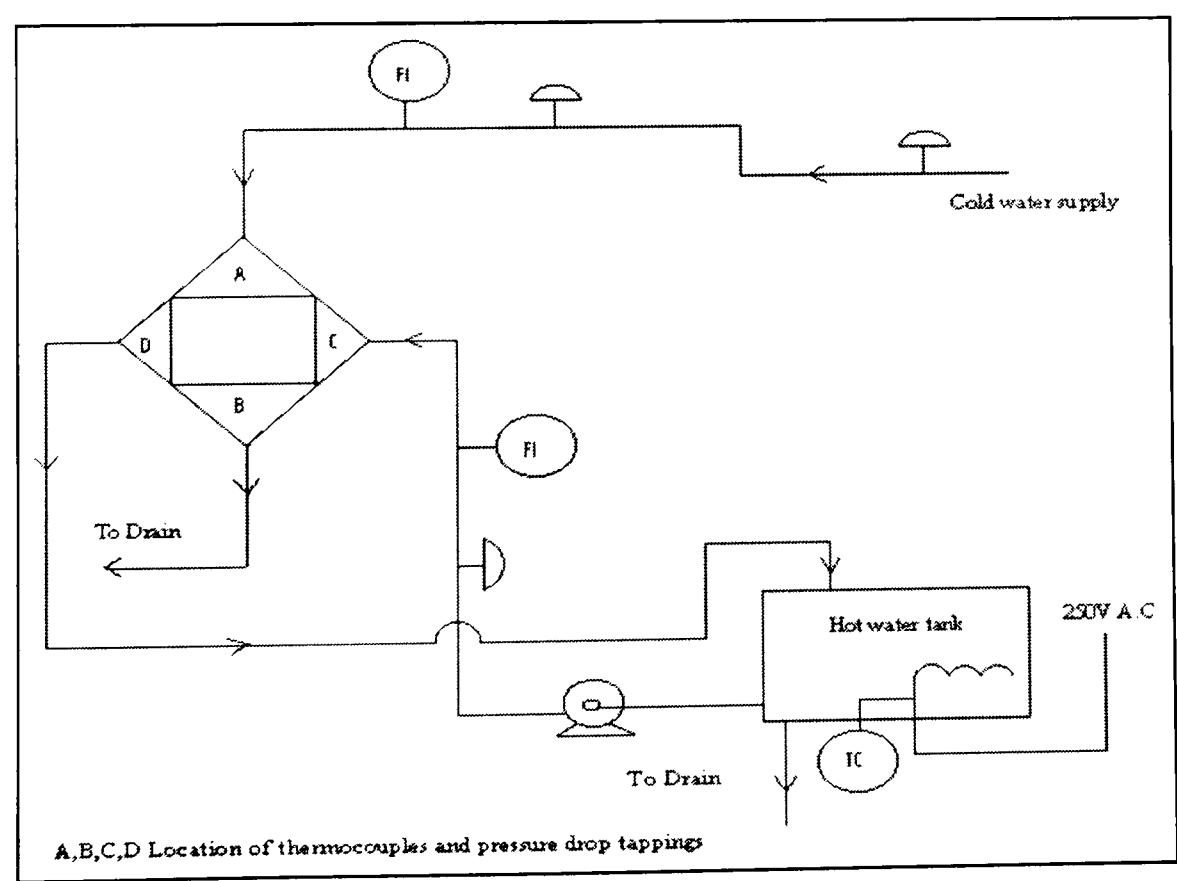 FI
Cold water supply
A
D
C
B
FI
To Drain
Hot water tank
250V A.C
TC
To Drain
A,B,C,D Location of thermocouples and pressure drop tappings